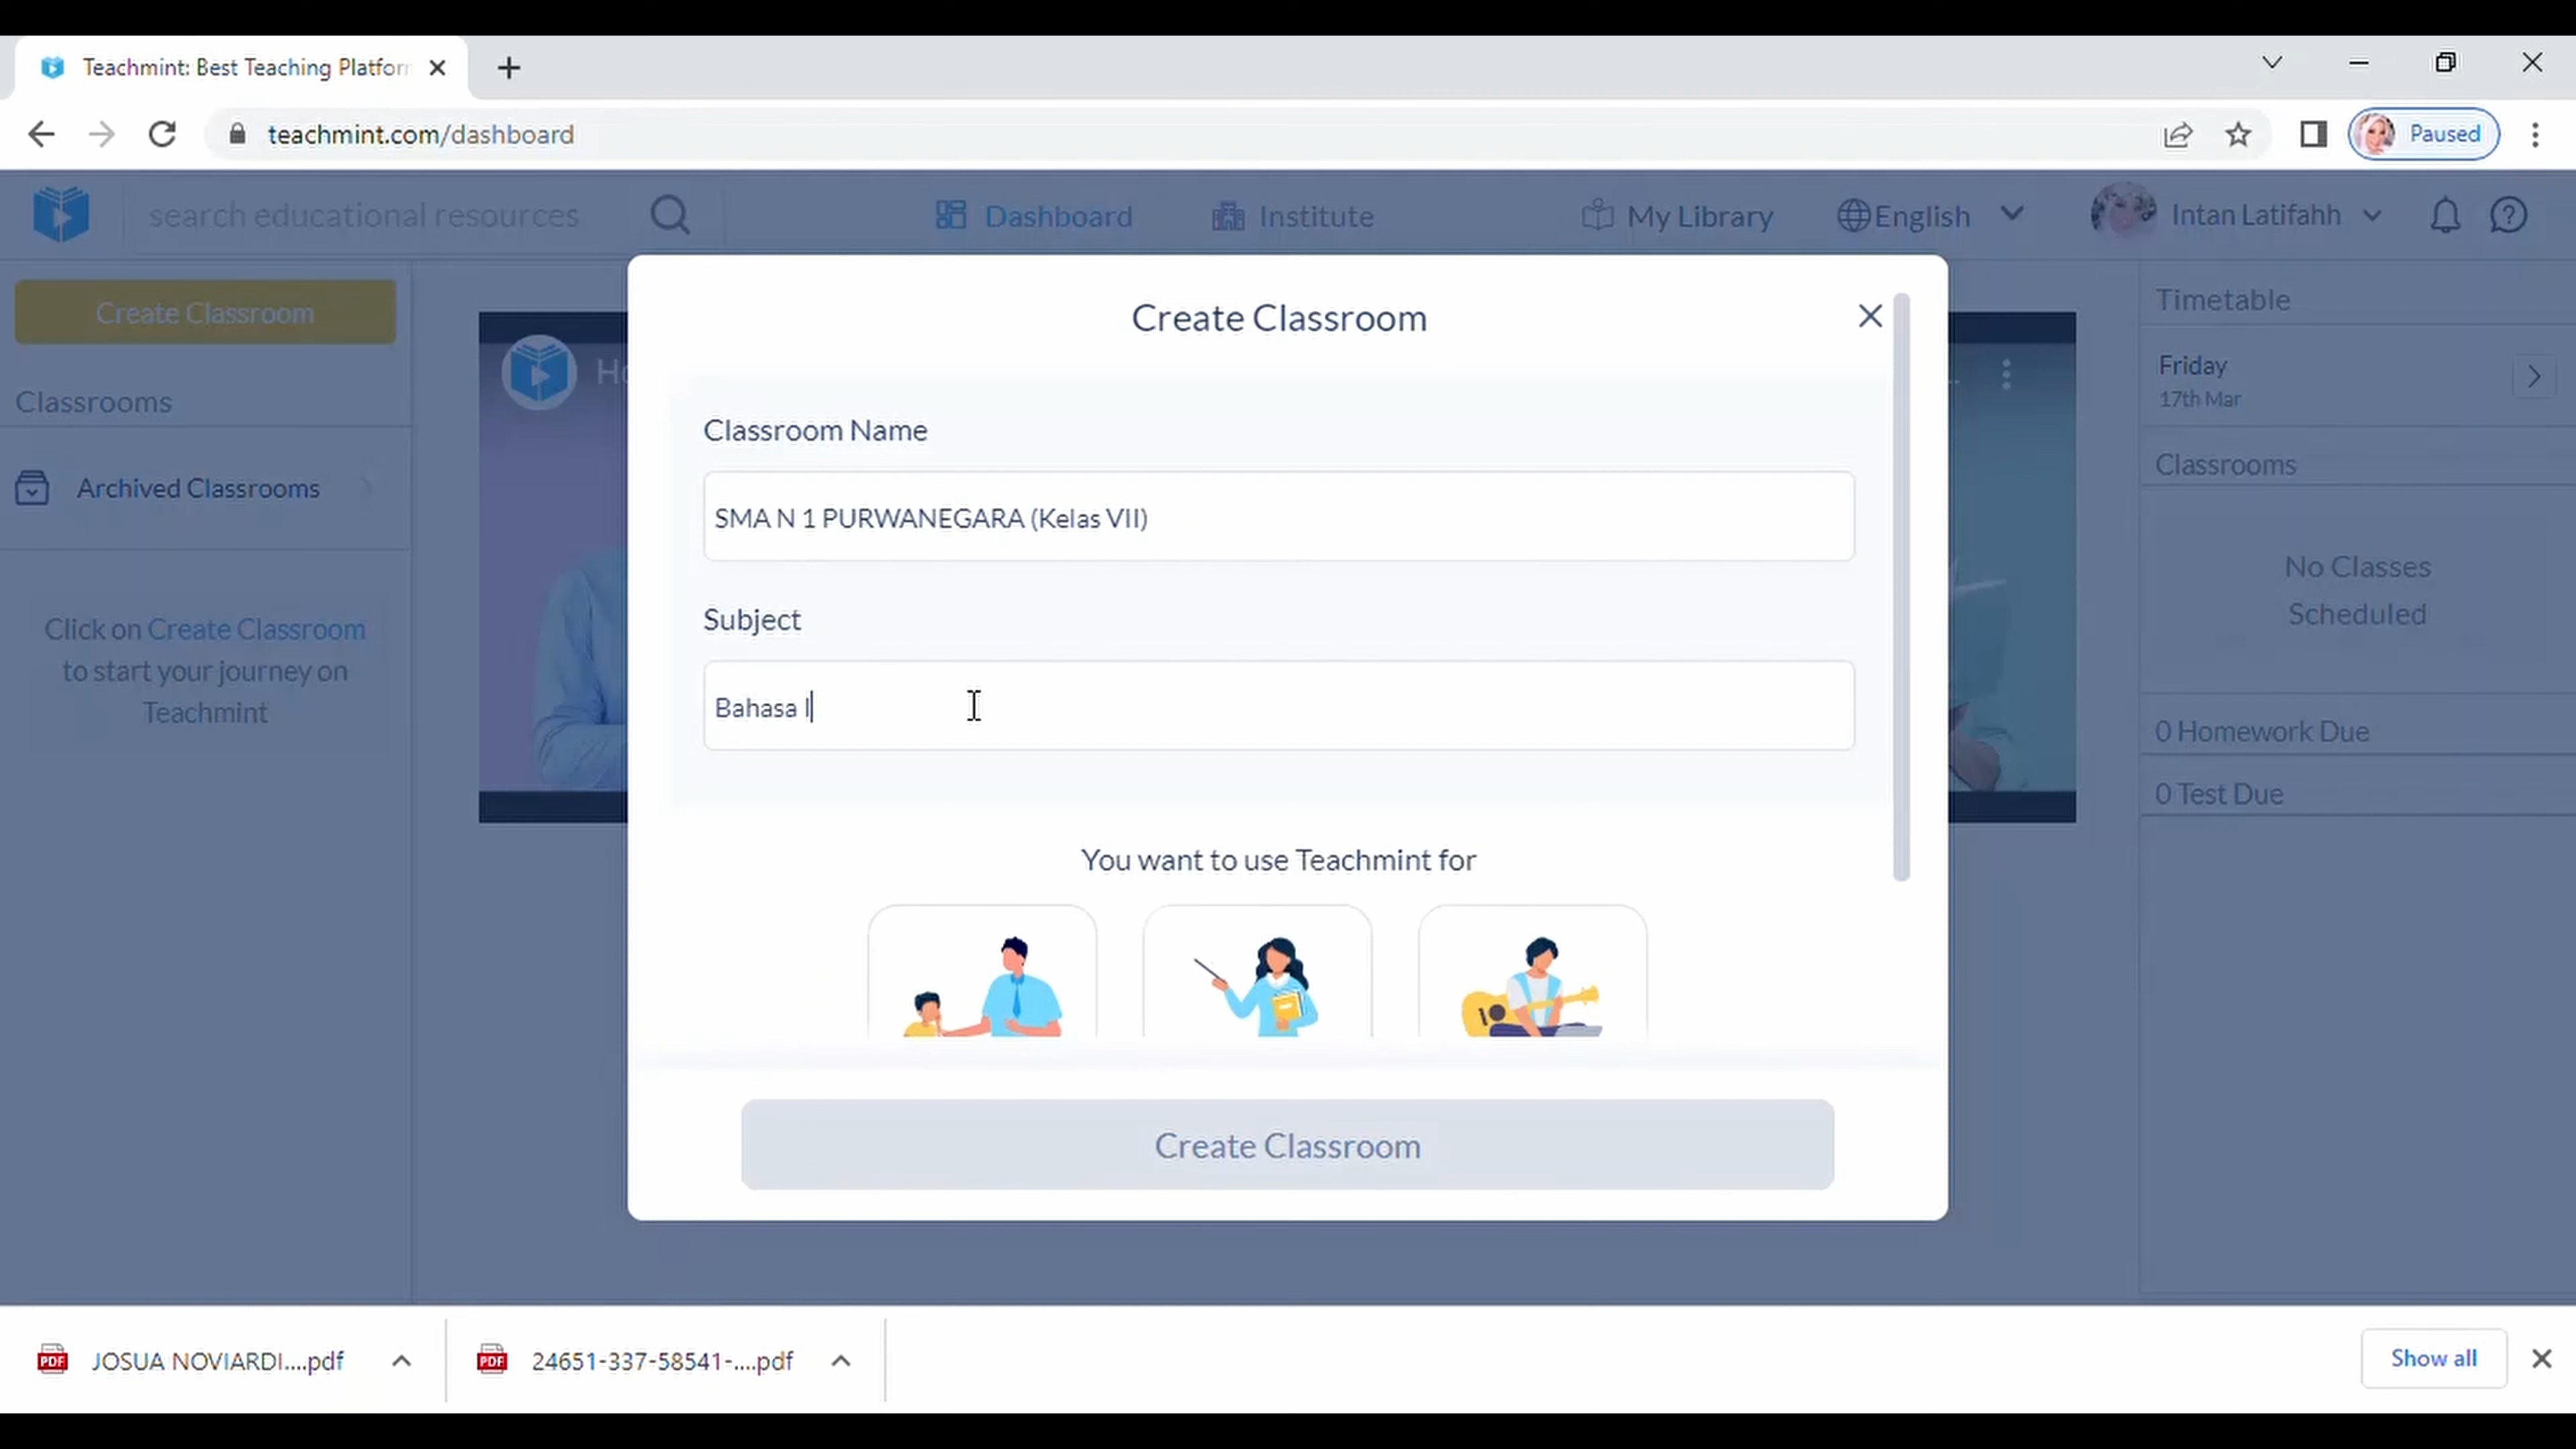 Teachmint: Best Teaching Platfor
teachmint.com/dashboard
Paused
search educational resources
Dashboard
Institute
My Library
English
Intan Latifahh
Create Classroom
Classrooms
Archived Classrooms
Click on Create Classroom
to start your journey on
Teachmint
Create Classroom
Classroom Name
SMA N 1 PURWANEGARA (Kelas VII)
Subject
Bahasa I
You want to use Teachmint for
Create Classroom
Timetable
Friday
17th Mar
Classrooms
No Classes
Scheduled
0 Homework Due
0 Test Due
PDF
JOSUA NOVIARDI....pdf
PDF
24651-337-58541-....pdf
Show all